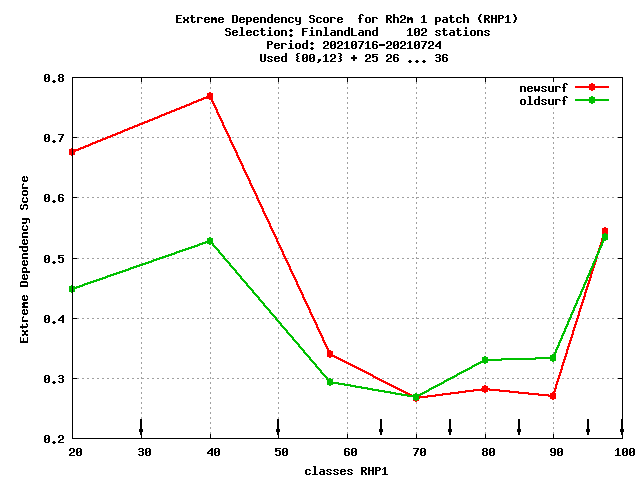 Extreme Dependency Score  for Rh2m 1 patch (RHP1)
Selection: FinlandLand    102 stations
Period: 20210716-20210724
Used {00,12} + 25 26 ... 36
newsurf
oldsurf
0.8
0.7
0.6
0.5
0.4
0.3
0.2
Extreme Dependency Score
20 30 40 50 60 70 80 90 100
classes RHP1